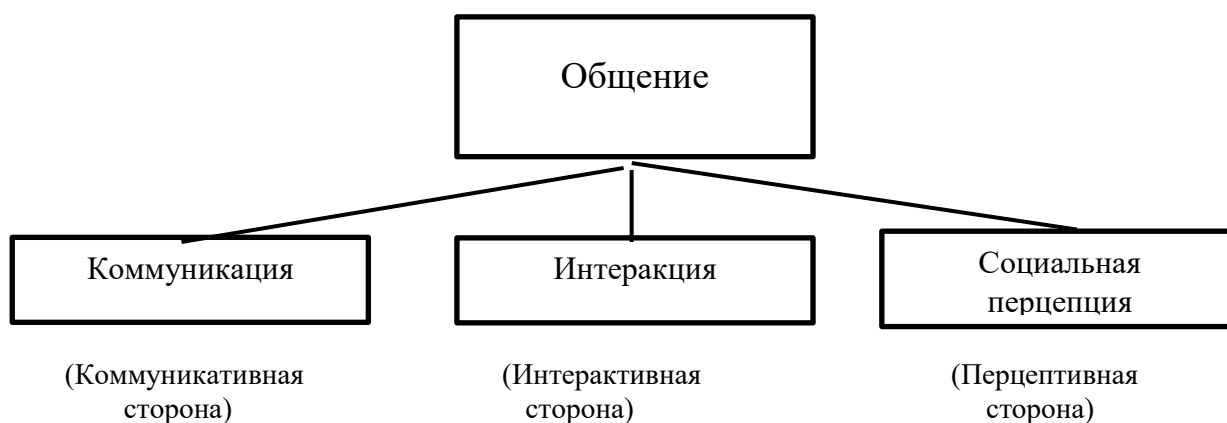 Общение
Коммуникация
Интеракция
Социальная
перцепция
(Коммуникативная
сторона)
(Интерактивная
сторона)
(Перцептивная
сторона)